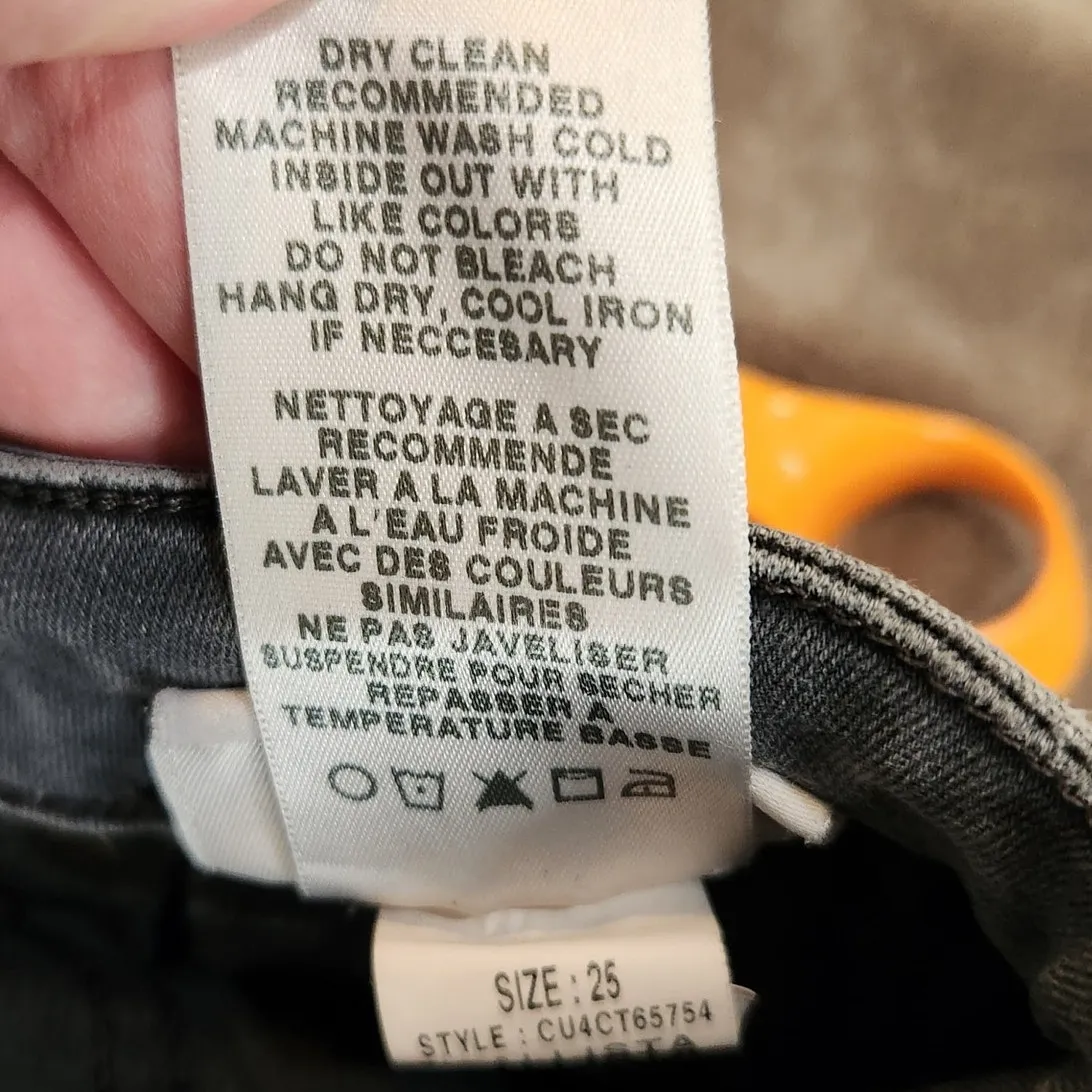 DRY CLEAN
RECOMMENDED
MACHINE WASH COLD
INSIDE OUT WITH
LIKE COLORS
DO NOT BLEACH
HANG DRY, COOL IRON
IF NECCESARY
NETTOYAGE A SEC
RECOMMENDE
LAVER A LA MACHINE
A L'EAU FROIDE
AVEC DES COULEURS
SIMILAIRES
NE PAS JAVELISER
SUSPENDRE POUR SECHER
REPASSER A
TEMPERATURE BASSE
SIZE : 25
STYLE : CU4CT65754